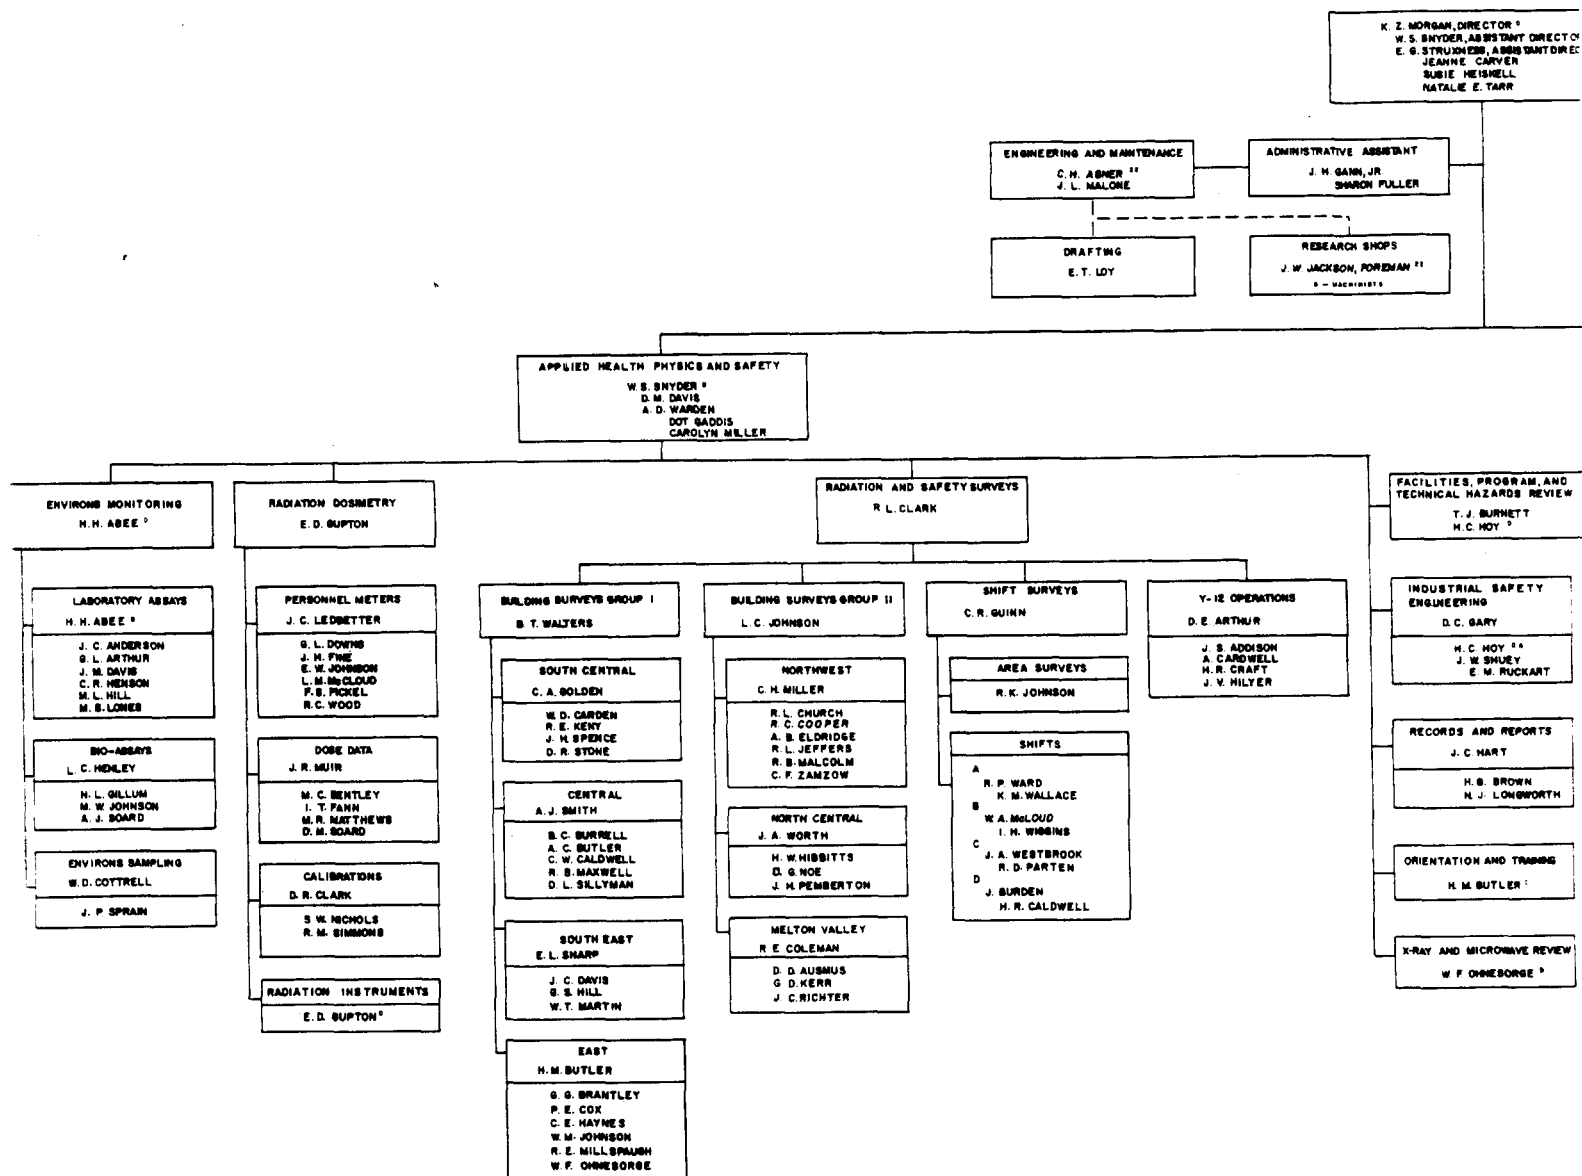 K. Z. MORGAN, DIRECTOR
W. S. SNYDER, ASSISTANT DIRECTOR
E. G. STRUXNESS, ASSISTANT DIREC
JEANNE CARVER
SUSIE HEISKELL
NATALIE E. TARR
ENGINEERING AND MAINTENANCE
C. H. ABNER
J. L. MALONE
ADMINISTRATIVE ASSISTANT
J. H. GANN, JR.
SHARON FULLER
DRAFTING
E. T. LOY
RESEARCH SHOPS
J. W. JACKSON, FOREMAN
MACHINISTS
APPLIED HEALTH PHYSICS AND SAFETY
W. S. SNYDER
D. M. DAVIS
A. D. WARDEN
DOT GADDIS
CAROLYN MILLER
ENVIRONS MONITORING
H. H. ABEE
LABORATORY ASSAYS
H. H. ABEE
J. C. ANDERSON
G. L. ARTHUR
J. M. DAVIS
C. R. HENSON
M. L. HILL
M. B. LONES
BIO-ASSAYS
L. C. HENLEY
N. L. GILLUM
M. W. JOHNSON
A. J. SOARD
ENVIRONS SAMPLING
W. D. COTTRELL
J. P. SPRAIN
RADIATION DOSIMETRY
E. D. GUPTON
PERSONNEL METERS
J. C. LEDBETTER
G. L. DOWNS
J. H. FINE
E. W. JOHNSON
L. M. McCLOUD
F. S. PICKEL
R. C. WOOD
DOSE DATA
J. R. MUIR
M. C. BENTLEY
I. T. FANN
M. R. MATTHEWS
D. M. SOARD
CALIBRATIONS
D. R. CLARK
S. W. NICHOLS
R. M. SIMMONS
RADIATION INSTRUMENTS
E. D. GUPTON
RADIATION AND SAFETY SURVEYS
R L. CLARK
BUILDING SURVEYS GROUP I
B. T. WALTERS
SOUTH CENTRAL
C. A. GOLDEN
W. D. CARDEN
R. E. KENY
J. H. SPENCE
D. R. STONE
CENTRAL
A. J. SMITH
B. C. BURRELL
A. C. BUTLER
C. W. CALDWELL
R. B. MAXWELL
D. L. SILLYMAN
SOUTH EAST
E. L. SHARP
J. C. DAVIS
G. S. HILL
W. T. MARTIN
EAST
H. M. BUTLER
G. G. BRANTLEY
P. E. COX
C. E. HAYNES
W. M. JOHNSON
R. E. MILLSPAUGH
W. F. OHNESORGE
BUILDING SURVEYS GROUP II
L. C. JOHNSON
NORTHWEST
C. H. MILLER
R. L. CHURCH
R. C. COOPER
A. B. ELDRIDGE
R. L. JEFFERS
R. B. MALCOLM
C. F. ZAMZOW
NORTH CENTRAL
J. A. WORTH
H. W. HIBBITTS
D. G. NOE
J. H. PEMBERTON
MELTON VALLEY
R E. COLEMAN
D. D. AUSMUS
G D. KERR
J. C. RICHTER
SHIFT SURVEYS
C. R. GUINN
AREA SURVEYS
R. K. JOHNSON
SHIFTS
A
R. P. WARD
K. M. WALLACE
B
W. A. McLOUD
I. H. WIGGINS
C
J. A. WESTBROOK
R. D. PARTEN
D
J. BURDEN
H. R. CALDWELL
Y-12 OPERATIONS
D. E. ARTHUR
J. S. ADDISON
A. CARDWELL
H. R. CRAFT
J. V. HILYER
FACILITIES, PROGRAM, AND
TECHNICAL HAZARDS REVIEW
T. J. BURNETT
H. C. HOY
INDUSTRIAL SAFETY
ENGINEERING
D. C. GARY
H. C. HOY
J. W. SHUEY
E. M. RUCKART
RECORDS AND REPORTS
J. C. HART
H. B. BROWN
N. J. LONGWORTH
ORIENTATION AND TRAINING
H. M. BUTLER
X-RAY AND MICROWAVE REVIEW
W. F. OHNESORGE